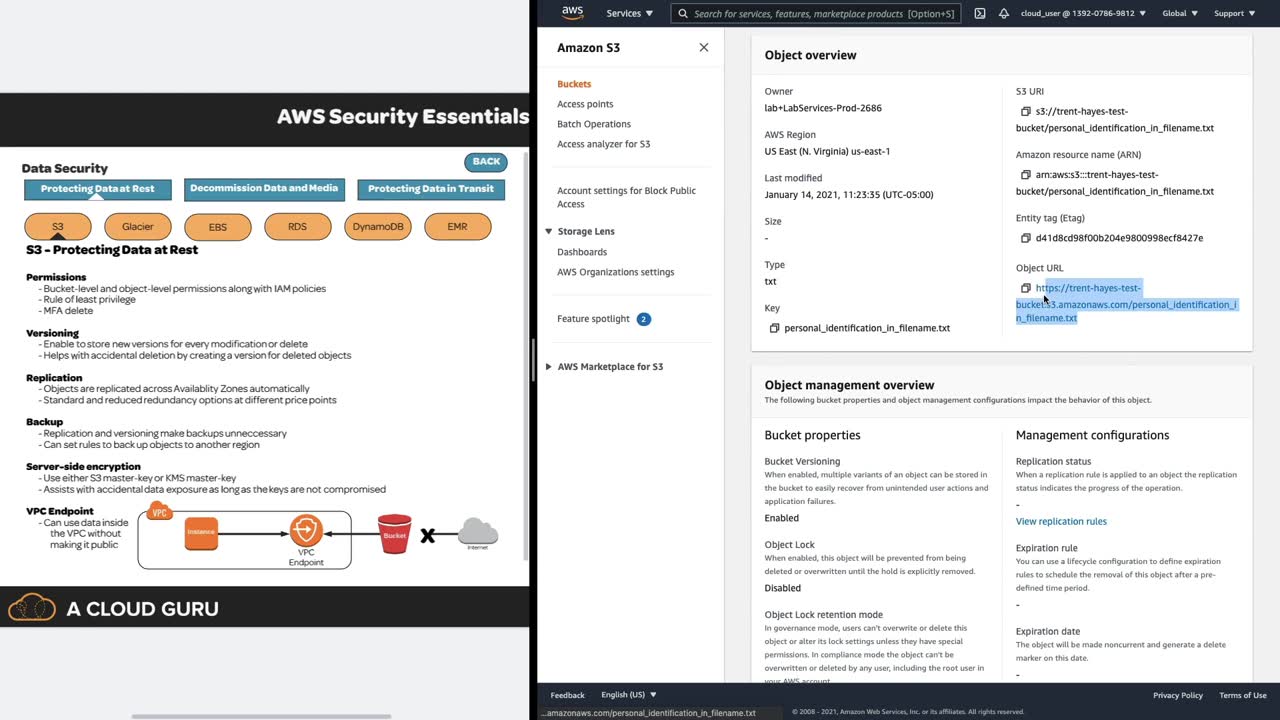 AWS Security Essentials
Data Security
BACK
Protecting Data at Rest
Decommission Data and Media
Protecting Data in Transit
S3
Glacier
EBS
RDS
DynamoDB
EMR
S3 - Protecting Data at Rest
Permissions
- Bucket-level and object-level permissions along with IAM policies
- Rule of least privilege
- MFA delete
Versioning
- Enable to store new versions for every modification or delete
- Helps with accidental deletion by creating a version for deleted objects
Replication
- Objects are replicated across Availablity Zones automatically
- Standard and reduced redundancy options at different price points
Backup
- Replication and versioning make backups unneccessary
- Can set rules to back up objects to another region
Server-side encryption
- Use either S3 master-key or KMS master-key
- Assists with accidental data exposure as long as the keys are not compromised
VPC Endpoint
- Can use data inside
the VPC without
making it public
VPC
Instance
VPC
Endpoint
Bucket
Internet
A CLOUD GURU
aws
Services
Search for services, features, marketplace products [Option+S]
cloud_user @ 1392-0786-9812
Global
Support
Amazon S3
Buckets
Access points
Batch Operations
Access analyzer for S3
Account settings for Block Public
Access
Storage Lens
Dashboards
AWS Organizations settings
Feature spotlight 2
AWS Marketplace for S3
Object overview
Owner
lab+LabServices-Prod-2686
AWS Region
US East (N. Virginia) us-east-1
Last modified
January 14, 2021, 11:23:35 (UTC-05:00)
Size
-
Type
txt
Key
personal_identification_in_filename.txt
S3 URI
s3://trent-hayes-test-
bucket/personal_identification_in_filename.txt
Amazon resource name (ARN)
arn:aws:s3:::trent-hayes-test-
bucket/personal_identification_in_filename.txt
Entity tag (Etag)
d41d8cd98f00b204e9800998ecf8427e
Object URL
https://trent-hayes-test-
bucket.s3.amazonaws.com/personal_identification_i
n_filename.txt
Object management overview
The following bucket properties and object management configurations impact the behavior of this object.
Bucket properties
Bucket Versioning
When enabled, multiple variants of an object can be stored in
the bucket to easily recover from unintended user actions and
application failures.
Enabled
Object Lock
When enabled, this object will be prevented from being
deleted or overwritten until the hold is explicitly removed.
Disabled
Object Lock retention mode
In governance mode, users can't overwrite or delete this
object or alter its lock settings unless they have special
permissions. In compliance mode the object can't be
overwritten or deleted by any user, including the root user in
your AWS account.
Management configurations
Replication status
When a replication rule is applied to an object the replication
status indicates the progress of the operation.
-
View replication rules
Expiration rule
You can use a lifecycle configuration to define expiration
rules to schedule the removal of this object after a pre-
defined time period.
-
Expiration date
The object will be made noncurrent and generate a delete
marker on this date.
-
Feedback
English (US)
Privacy Policy
Terms of Use
...amazonaws.com/personal_identification_in_filename.txt
© 2008 - 2021, Amazon Web Services, Inc. or its affiliates. All rights reserved.